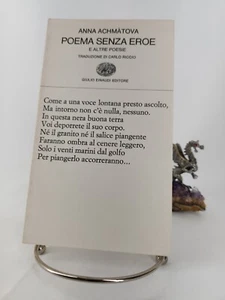 ANNA ACHMÀTOVA
POEMA SENZA EROE
E ALTRE POESIE
TRADUZIONE DI CARLO RICCIO
GIULIO EINAUDI EDITORE
Come a una voce lontana presto ascolto,
Ma intorno non c'è nulla, nessuno.
In questa nera buona terra
Voi deporrete il suo corpo.
Né il granito né il salice piangente
Faranno ombra al cenere leggero,
Solo i venti marini dal golfo
Per piangerlo accorreranno...